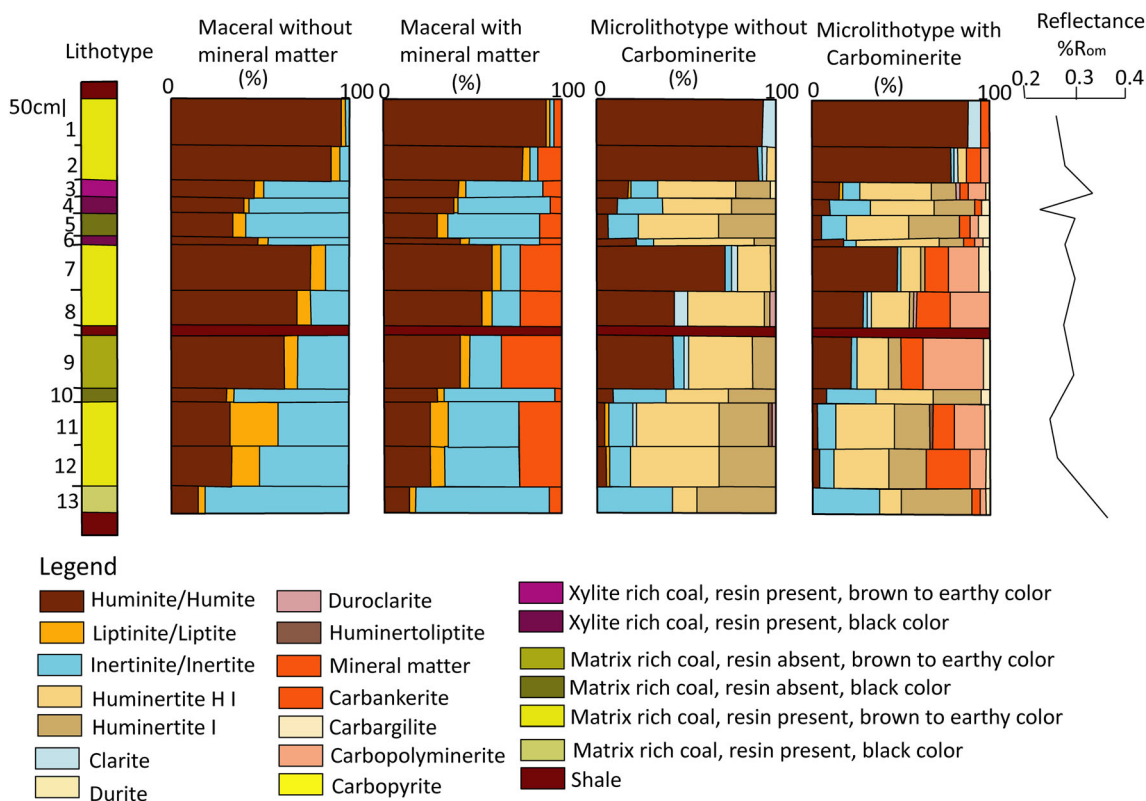 Lithotype
Maceral without
mineral matter
(%)
0
100
Maceral with
mineral matter
(%)
0
100
Microlithotype without
Carbominerite
(%)
0
100
Microlithotype with
Carbominerite
(%)
0
100
Reflectance
%Rom
0.2
0.3
0.4
50cm
1
2
3
4
5
6
7
8
9
10
11
12
13
Legend
Huminite/Humite
Liptinite/Liptite
Inertinite/Inertite
Huminertite H I
Huminertite I
Clarite
Durite
Duroclarite
Huminertoliptite
Mineral matter
Carbankerite
Carbargilite
Carbopolyminerite
Carbopyrite
Xylite rich coal, resin present, brown to earthy color
Xylite rich coal, resin present, black color
Matrix rich coal, resin absent, brown to earthy color
Matrix rich coal, resin absent, black color
Matrix rich coal, resin present, brown to earthy color
Matrix rich coal, resin present, black color
Shale